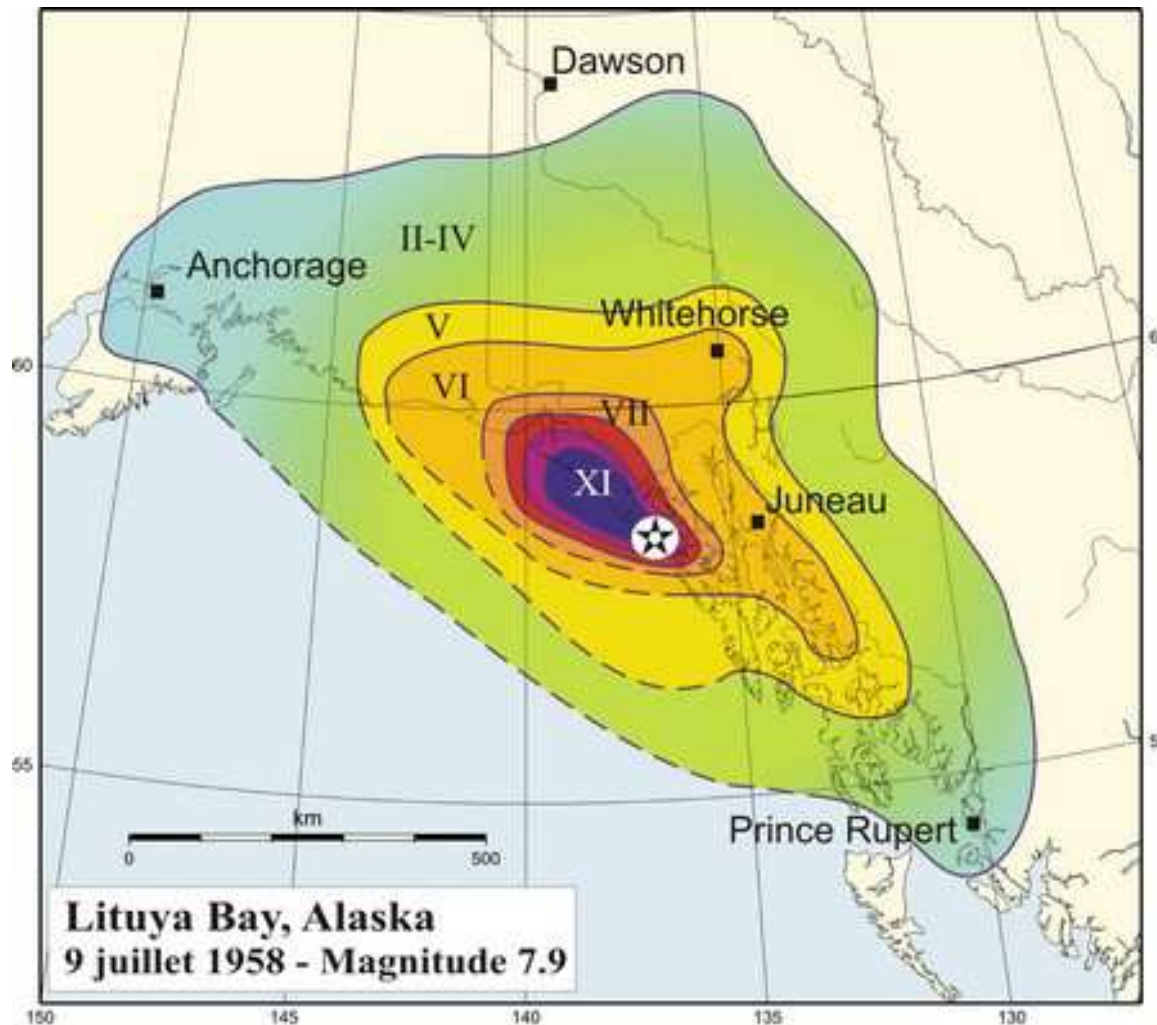 Dawson
II-IV
Anchorage
V
Whitehorse
60
VI
VII
XI
Juneau
55
km
0
500
Prince Rupert
Lituya Bay, Alaska
9 juillet 1958 - Magnitude 7.9
150
145
140
135
130